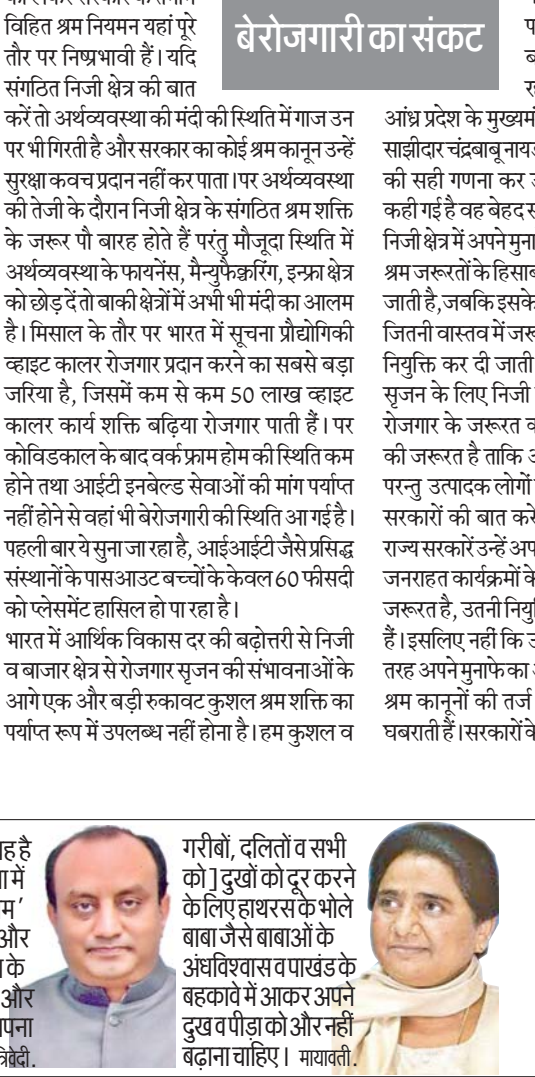 विहित श्रम नियमन यहां पूरे
तौर पर निष्प्रभावी हैं। यदि
संगठित निजी क्षेत्र की बात
करें तो अर्थव्यवस्था की मंदी की स्थिति में गाज उन
पर भी गिरती है और सरकार का कोई श्रम कानून उन्हें
सुरक्षा कवच प्रदान नहीं कर पाता।पर अर्थव्यवस्था
की तेजी के दौरान निजी क्षेत्र के संगठित श्रम शक्ति
के जरूर पौ बारह होते हैं परंतु मौजूदा स्थिति में
अर्थव्यवस्था के फायनेंस, मैन्युफैक्चरिंग, इन्फ्रा क्षेत्र
को छोड़ दें तो बाकी क्षेत्रों में अभी भी मंदी का आलम
है। मिसाल के तौर पर भारत में सूचना प्रौद्योगिकी
व्हाइट कालर रोजगार प्रदान करने का सबसे बड़ा
जरिया है, जिसमें कम से कम 50 लाख व्हाइट
कालर कार्य शक्ति बढ़िया रोजगार पाती हैं। पर
कोविडकाल के बाद वर्क फ्राम होम की स्थिति कम
होने तथा आईटी इनबेल्ड सेवाओं की मांग पर्याप्त
नहीं होने से वहां भी बेरोजगारी की स्थिति आ गई है।
पहली बार ये सुना जा रहा है, आईआईटी जैसे प्रसिद्ध
संस्थानों के पासआउट बच्चों के केवल 60 फीसदी
को प्लेसमेंट हासिल हो पा रहा है।
भारत में आर्थिक विकास दर की बढ़ोत्तरी से निजी
व बाजार क्षेत्र से रोजगार सृजन की संभावनाओं के
आगे एक और बड़ी रुकावट कुशल श्रम शक्ति का
पर्याप्त रूप में उपलब्ध नहीं होना है। हम कुशल व
बेरोजगारी का संकट
आंध्र प्रदेश के
साझीदार
की सही गणना कर
कही गई है वह बेहद
निजी क्षेत्र में अपने
श्रम जरूरतों के
जाती है, जबकि इसके
जितनी वास्तव में
नियुक्ति कर दी जाती
सृजन के लिए निजी
रोजगार के जरूरत
की जरूरत है ताकि
परन्तु उत्पादक लोगों
सरकारों की बात करें
राज्य सरकारें उन्हें
जनराहत कार्यक्रमों के
जरूरत है, उतनी
हैं। इसलिए नहीं कि
तरह अपने मुनाफे का
श्रम कानूनों की तर्ज
घबराती हैं। सरकारों के
है
में
और
के
और
गरीबों, दलितों व सभी
को ] दुखों को दूर करने
के लिए हाथरस के भोले
बाबा जैसे बाबाओं के
अंधविश्वास व पाखंड के
बहकावे में आकर अपने
दुख व पीड़ा को और नहीं
बढ़ाना चाहिए। मायावती.